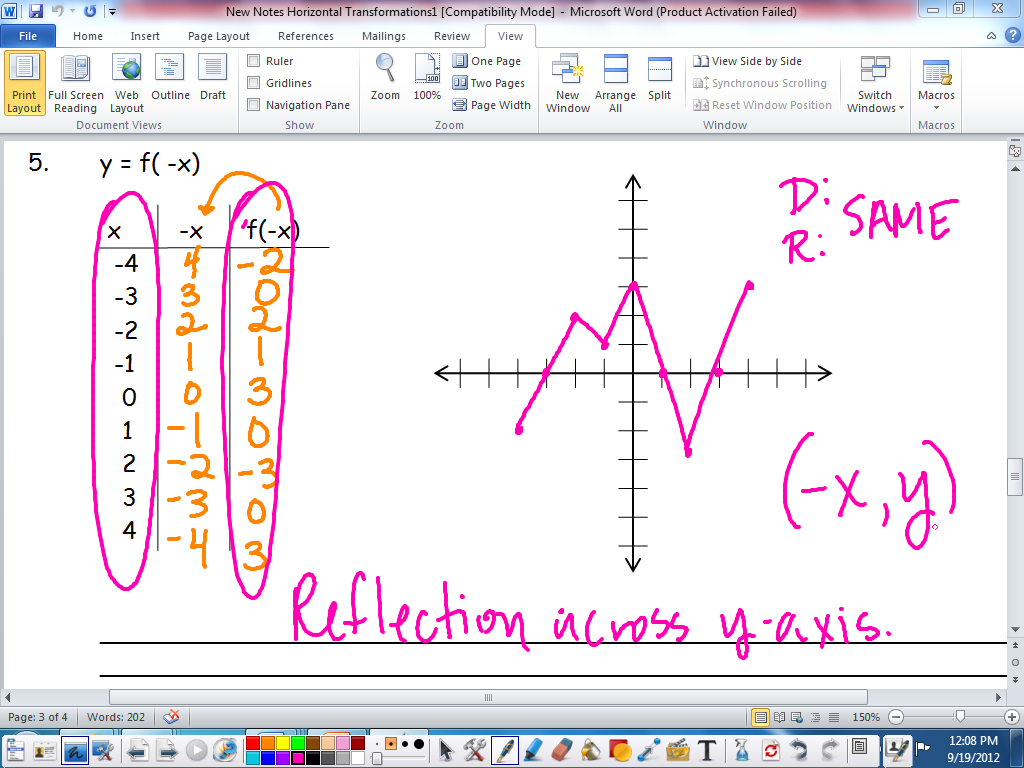 New Notes Horizontal Transformations1 [Compatibility Mode] - Microsoft Word (Product Activation Failed)
File Home Insert Page Layout References Mailings Review View
Print Layout
Full Screen Reading
Web Layout
Outline
Draft
Document Views
Ruler
Gridlines
Navigation Pane
Show
Zoom
100%
One Page
Two Pages
Page Width
Zoom
New Window
Arrange All
Split
View Side by Side
Synchronous Scrolling
Reset Window Position
Window
Switch Windows
Macros
Macros
5. y = f( -x)
x -x f(-x)
-4 4 -2
-3 3 0
-2 2 2
-1 1 1
0 0 3
1 -1 0
2 -2 -3
3 -3 0
4 -4 3
D: SAME
R:
(-x, y)
Reflection across y-axis.
Page: 3 of 4 Words: 202 150%
12:08 PM
9/19/2012